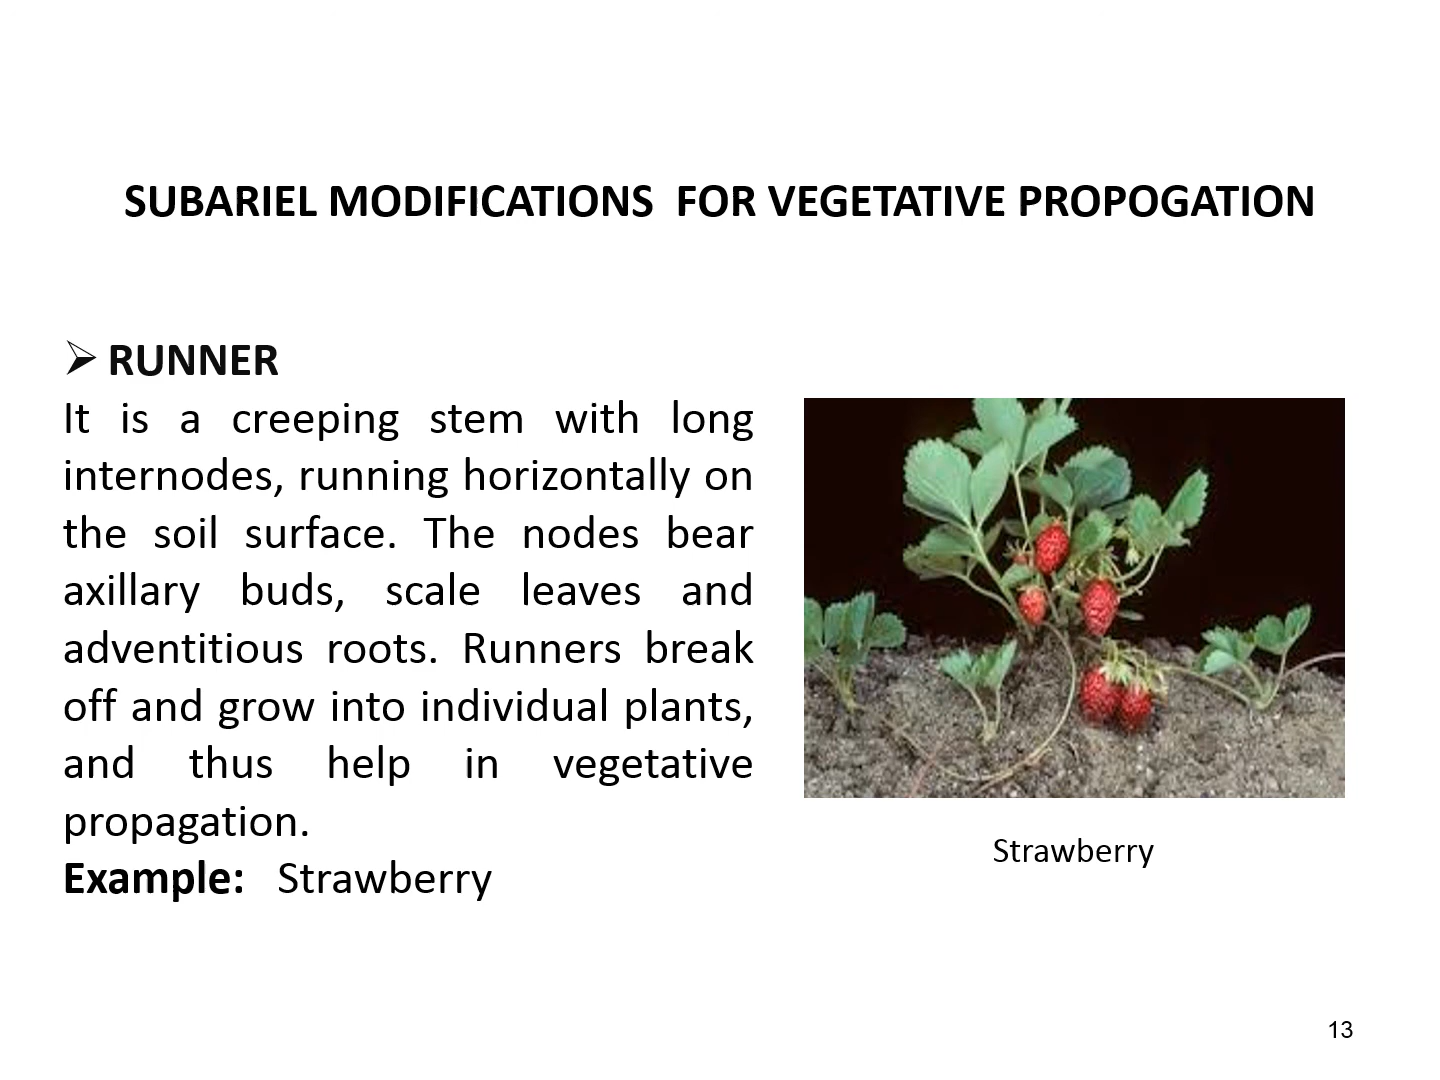 SUBARIEL MODIFICATIONS FOR VEGETATIVE PROPOGATION
➢ RUNNER
It is a creeping stem with long
internodes, running horizontally on
the soil surface. The nodes bear
axillary buds, scale leaves and
adventitious roots. Runners break
off and grow into individual plants,
and thus help in vegetative
propagation.
Example: Strawberry
Strawberry
13